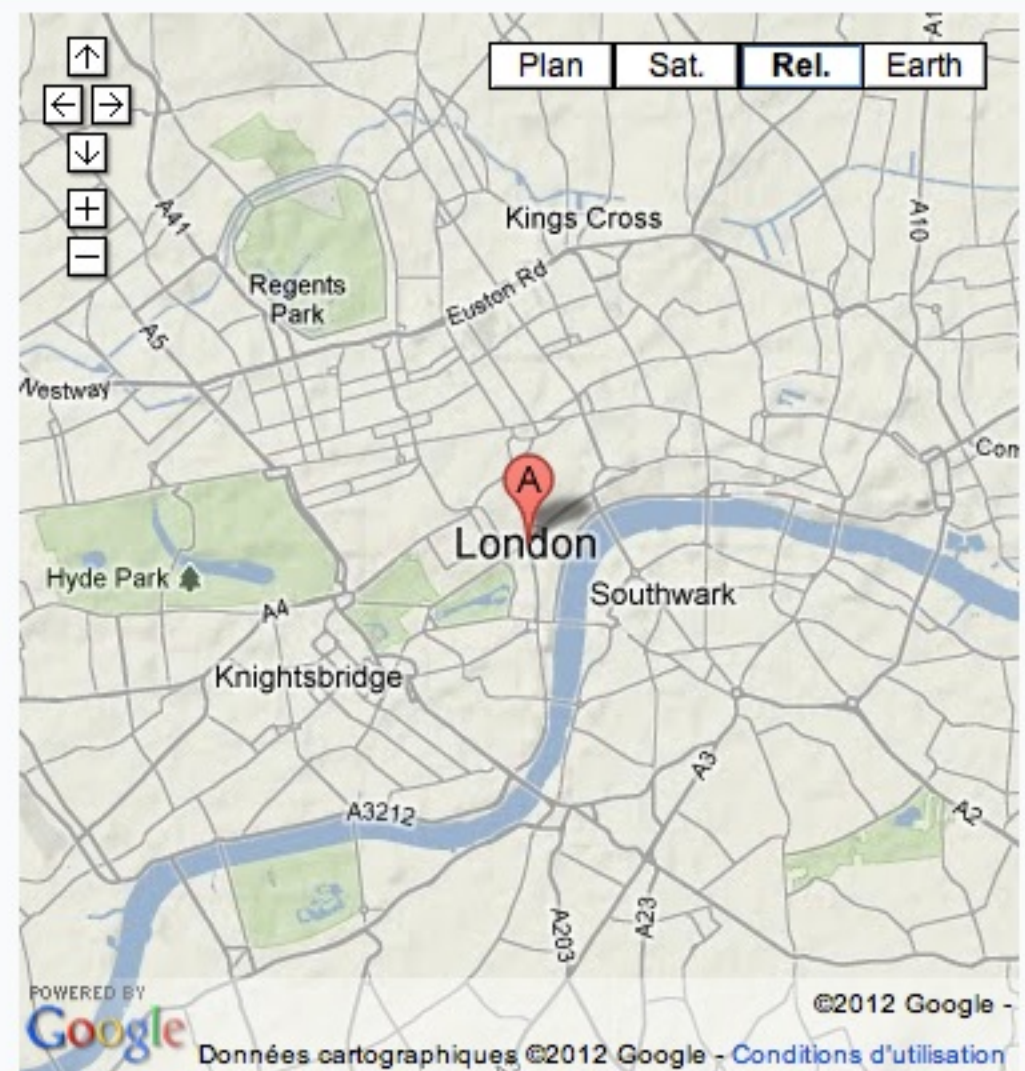 A1
Plan Sat. Rel. Earth
A41
Kings Cross
A10
Regents
Park
Euston Rd
A5
Westway
Com
A
London
Hyde Park
Southwark
A4
Knightsbridge
A3
A3212
A2
A203
A23
POWERED BY
Google
©2012 Google -
Données cartographiques ©2012 Google - Conditions d'utilisation